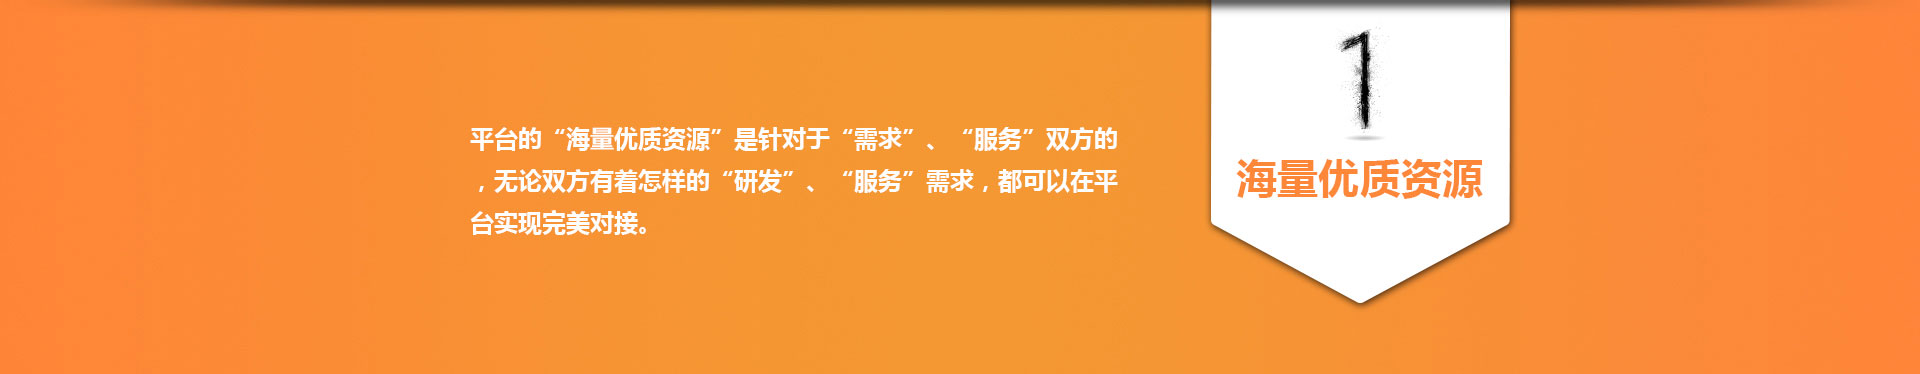 平台的“海量优质资源”是针对于“需求”、“服务”双方的
，无论双方有着怎样的“研发”、“服务”需求，都可以在平
台实现完美对接。
1
海量优质资源